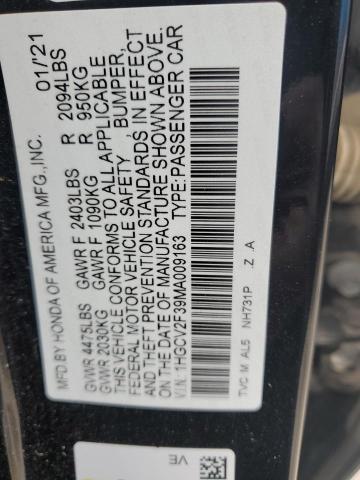 MFD BY HONDA OF AMERICA MFG.,INC. 01/'21
GVWR 4475LBS GAWR F 2403LBS R 2094LBS
GVWR 2030KG GAWR F 1090KG R 950KG
THIS VEHICLE CONFORMS TO ALL APPLICABLE
FEDERAL MOTOR VEHICLE SAFETY , BUMPER,
AND THEFT PREVENTION STANDARDS IN EFFECT
ON THE DATE OF MANUFACTURE SHOWN ABOVE.
V.I.N.: 1HGCV2F39MA009163 TYPE:PASSENGER CAR
TVC M AL5 NH731P .Z .A
VE